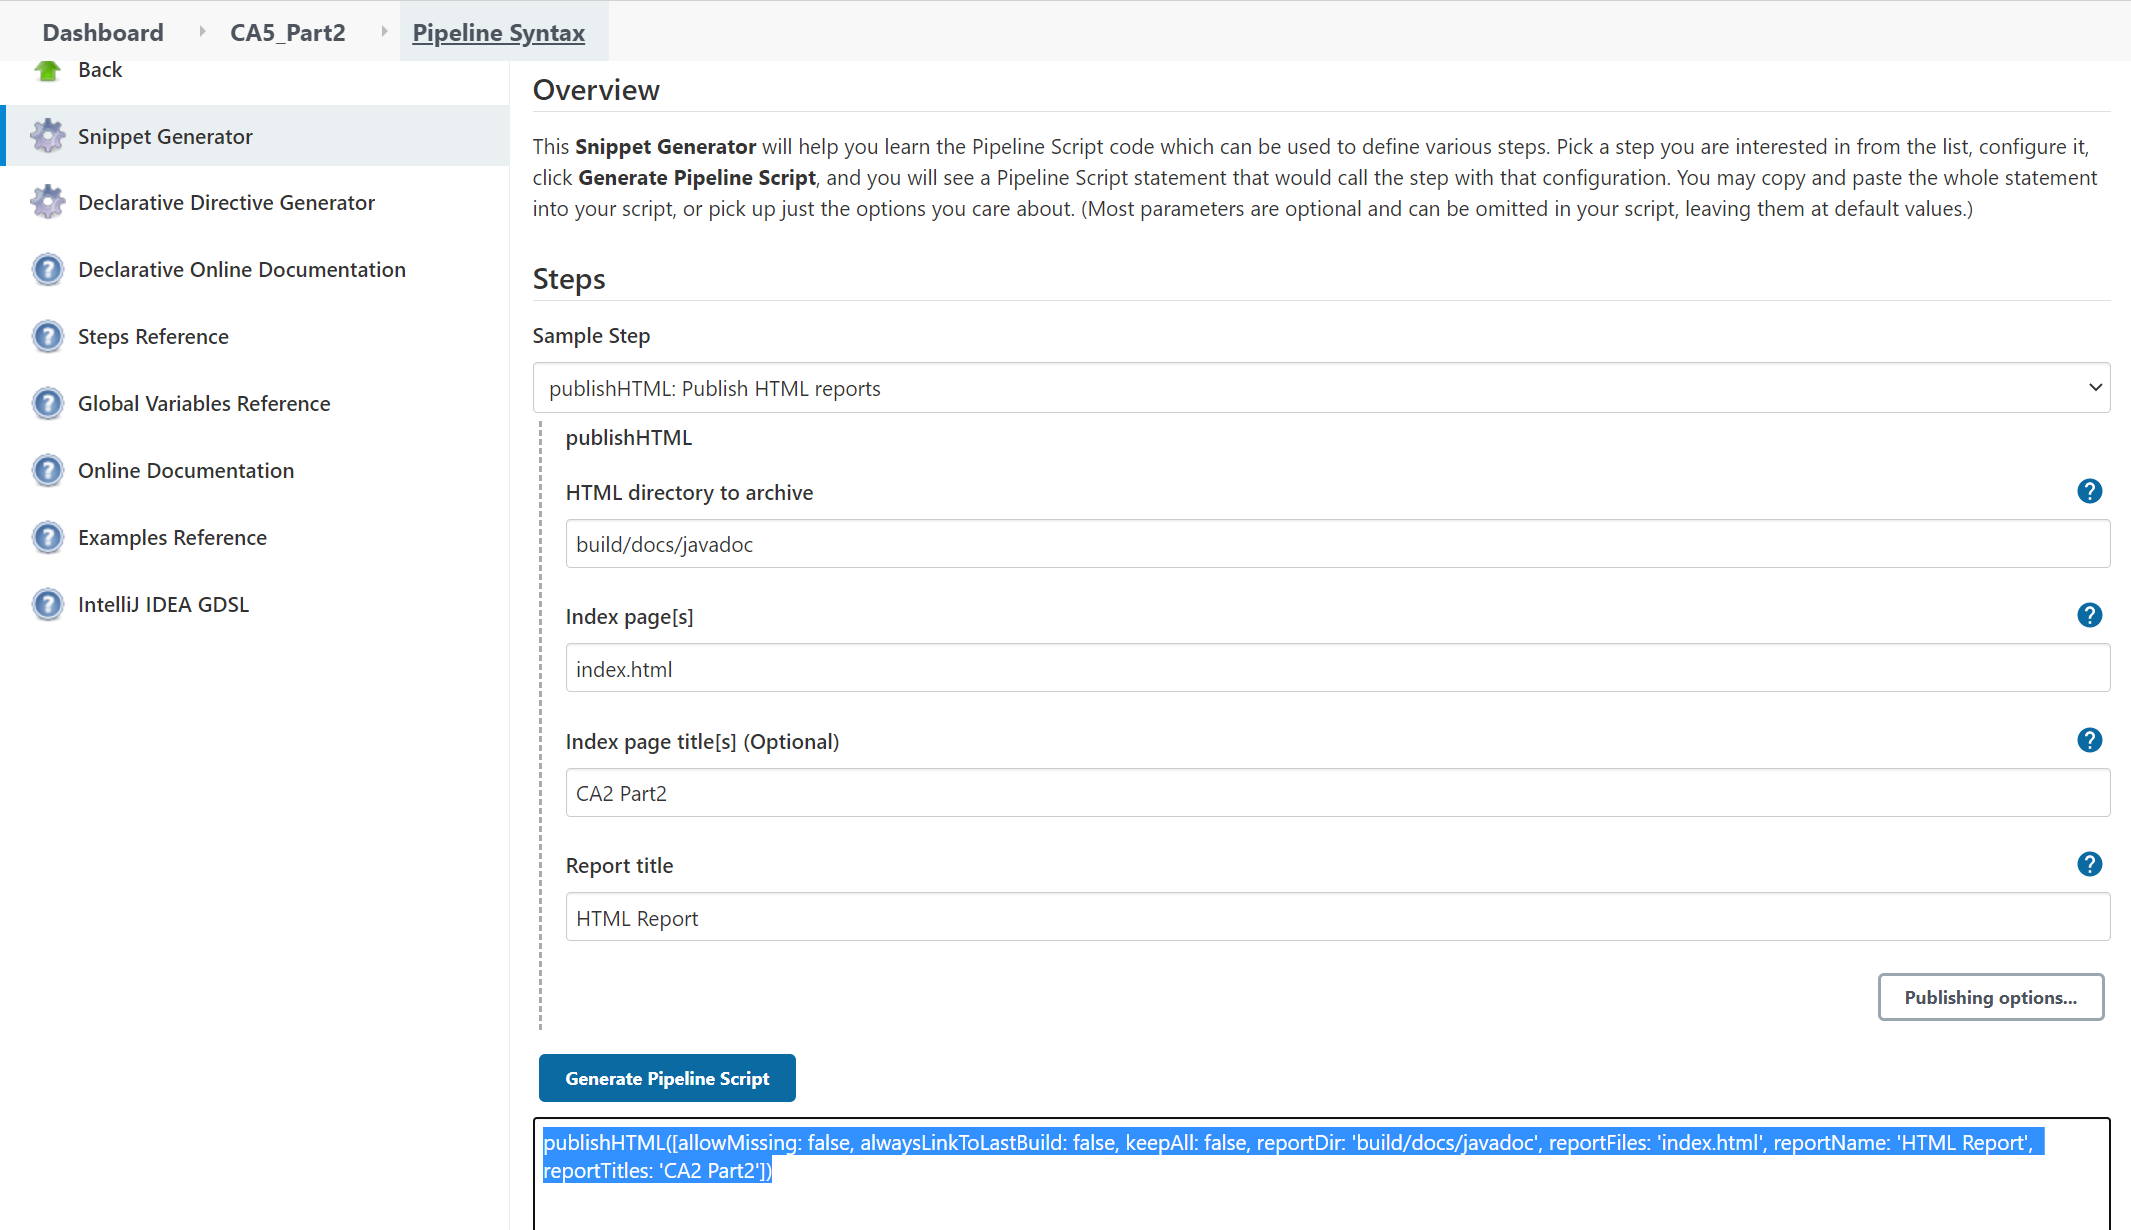 Dashboard
CA5_Part2
Pipeline Syntax
Back
Snippet Generator
Declarative Directive Generator
Declarative Online Documentation
Steps Reference
Global Variables Reference
Online Documentation
Examples Reference
IntelliJ IDEA GDSL
Overview
This Snippet Generator will help you learn the Pipeline Script code which can be used to define various steps. Pick a step you are interested in from the list, configure it,
click Generate Pipeline Script, and you will see a Pipeline Script statement that would call the step with that configuration. You may copy and paste the whole statement
into your script, or pick up just the options you care about. (Most parameters are optional and can be omitted in your script, leaving them at default values.)
Steps
Sample Step
publishHTML: Publish HTML reports
publishHTML
HTML directory to archive
?
build/docs/javadoc
Index page[s]
?
index.html
Index page title[s] (Optional)
?
CA2 Part2
Report title
?
HTML Report
Publishing options...
Generate Pipeline Script
publishHTML([allowMissing: false, alwaysLinkToLastBuild: false, keepAll: false, reportDir: 'build/docs/javadoc', reportFiles: 'index.html', reportName: 'HTML Report',
reportTitles: 'CA2 Part2'])